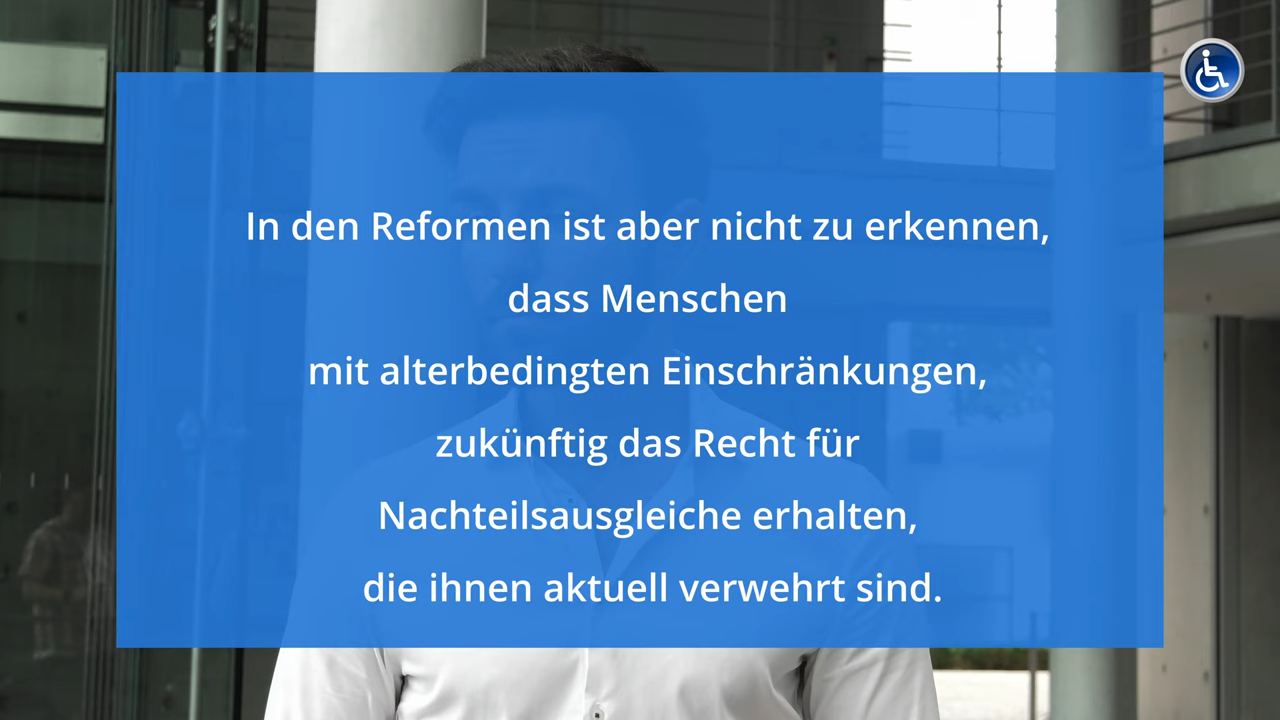 In den Reformen ist aber nicht zu erkennen,
dass Menschen
mit alterbedingten Einschränkungen,
zukünftig das Recht für
Nachteilsausgleiche erhalten,
die ihnen aktuell verwehrt sind.